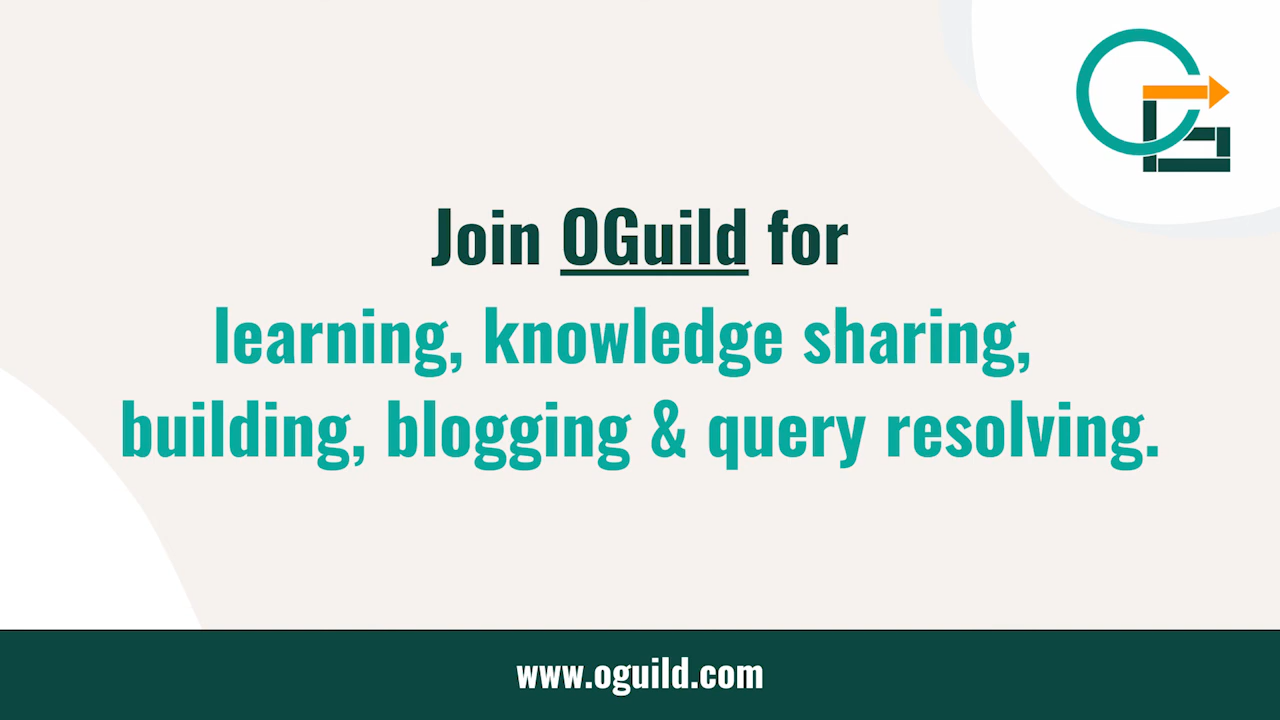 Join OGuild for
learning, knowledge sharing,
building, blogging & query resolving.
www.oguild.com